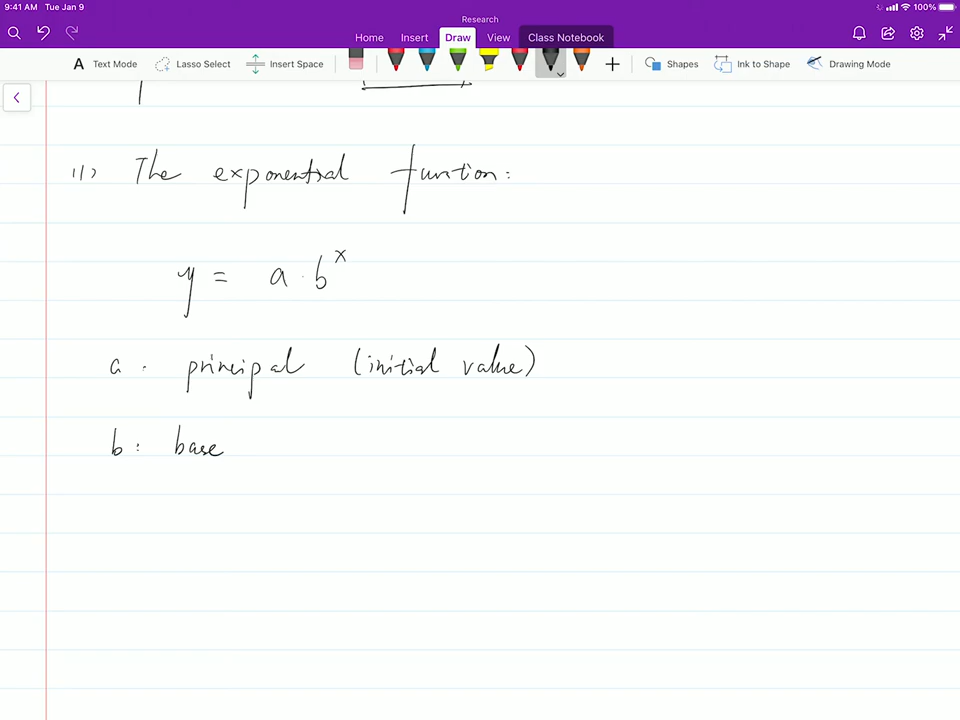 9:41 AM Tue Jan 9
100%
Research
Home Insert Draw View Class Notebook
Text Mode Lasso Select Insert Space Shapes Ink to Shape Drawing Mode
(1) The exponential function:
y = a · b^x
a: principal (initial value)
b: base